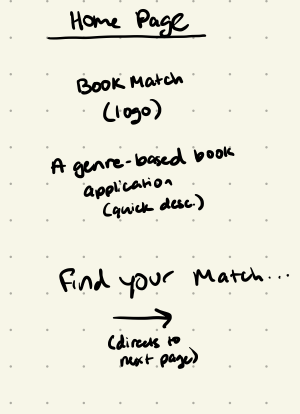 Home Page
Book Match
(logo)
A genre-based book
application
(quick desc.)
Find your Match...
(directs to
next page)